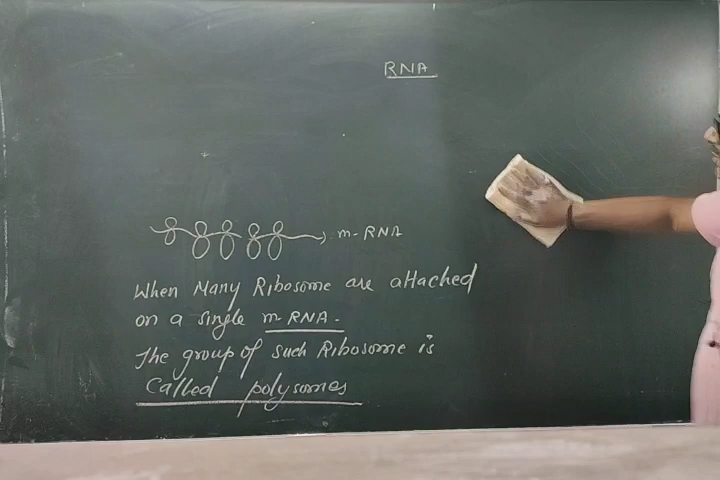 RNA
m-RNA
When Many Ribosome are attached
on a single m-RNA.
The group of such Ribosome is
called polysomes